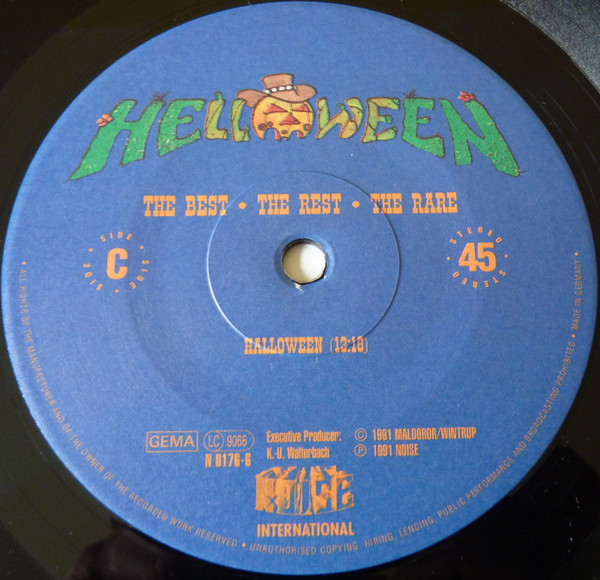 HELLOWEEN
THE BEST • THE REST • THE RARE
SIDE • SIDE • SIDE •
C
STEREO • STEREO •
45
HALLOWEEN (13:18)
GEMA
LC 9066
N 0176-6
Executive Producer:
K.-U. Walterbach
© 1991 MALDOROR/WINTRUP
Ⓟ 1991 NOISE
NOISE
INTERNATIONAL
• ALL RIGHTS OF THE MANUFACTURER AND OF THE OWNER OF THE RECORDED WORK RESERVED • UNAUTHORISED COPYING, HIRING, LENDING, PUBLIC PERFORMANCE, AND BROADCASTING PROHIBITED • MADE IN GERMANY •